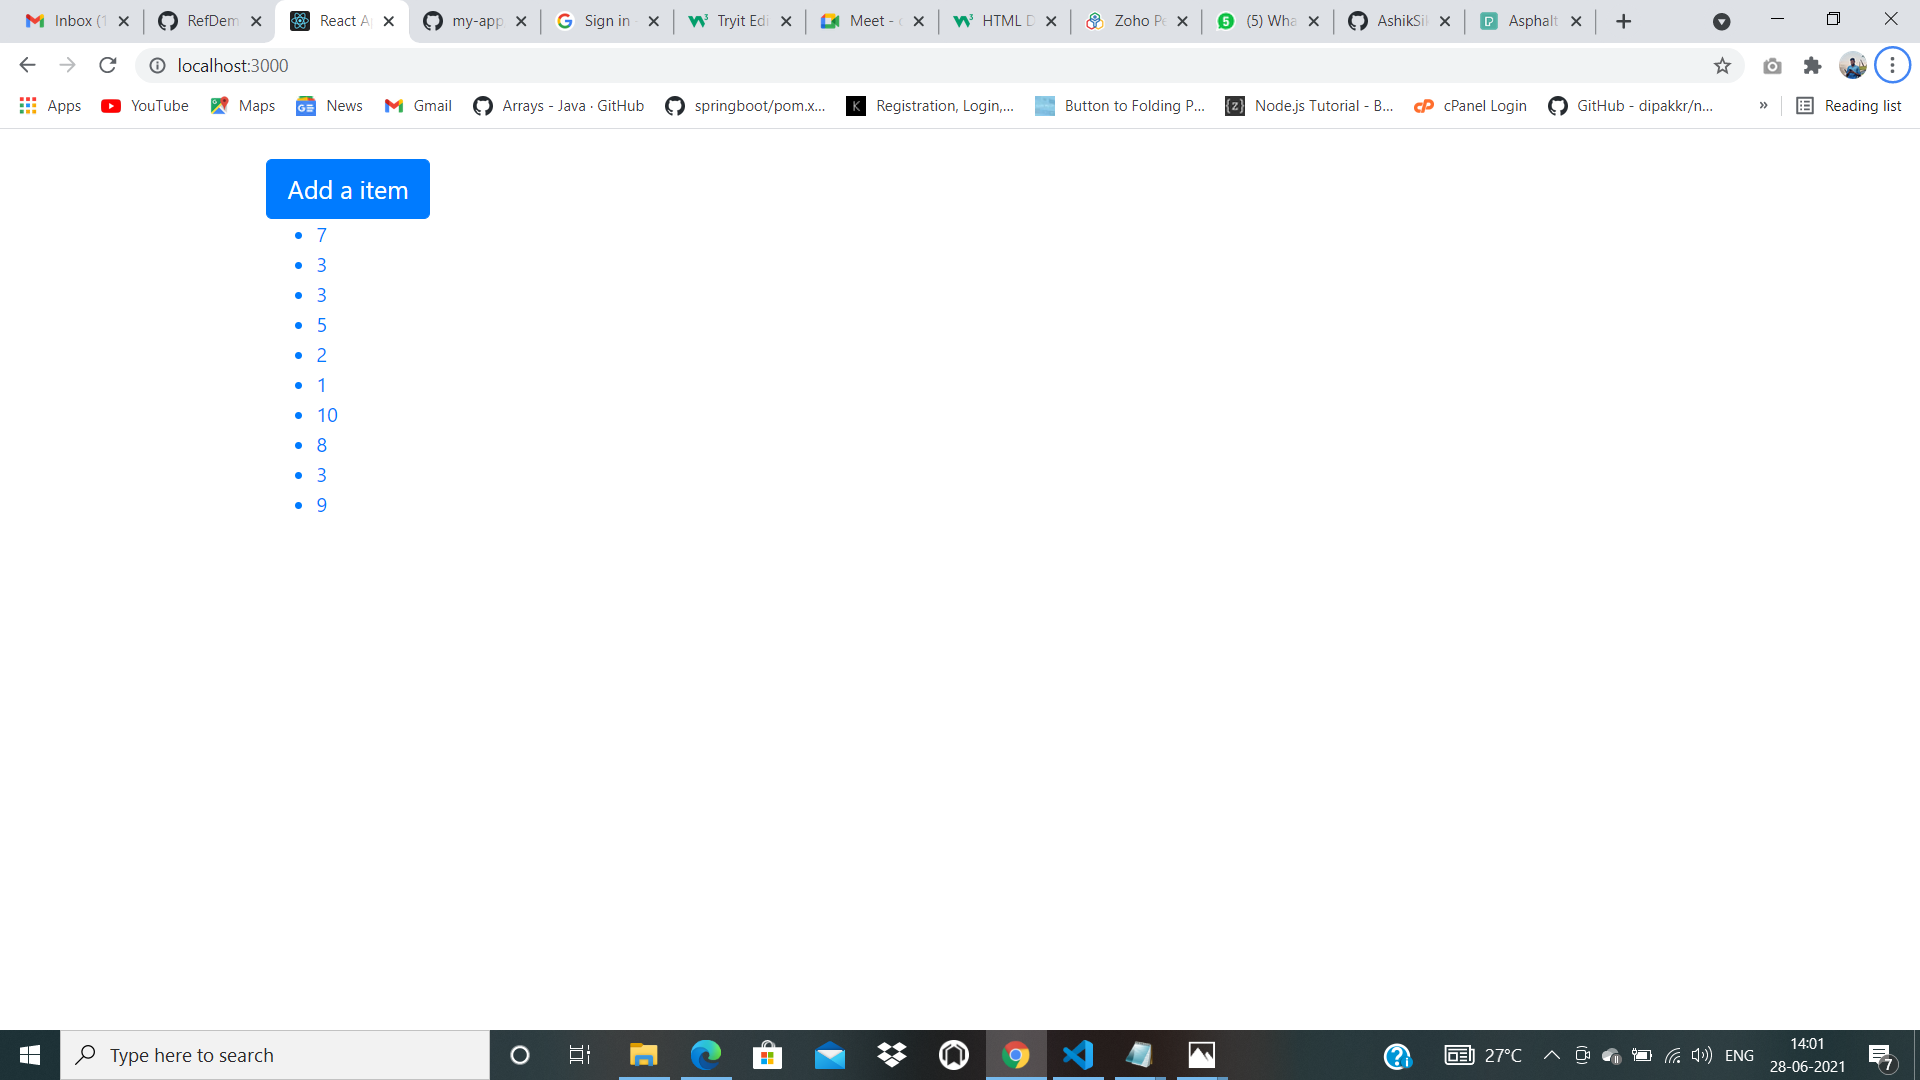 Inbox (1 RefDem React A my-app Sign in - Tryit Edi Meet - HTML D Zoho Pe (5) Wha AshikSil Asphalt
localhost:3000
Apps YouTube Maps News Gmail Arrays - Java · GitHub springboot/pom.x... K Registration, Login,... Button to Folding P... Node.js Tutorial - B... cPanel Login GitHub - dipakkr/n... » Reading list
Add a item
• 7
• 3
• 3
• 5
• 2
• 1
• 10
• 8
• 3
• 9
Type here to search 27°C ENG 14:01
28-06-2021 7